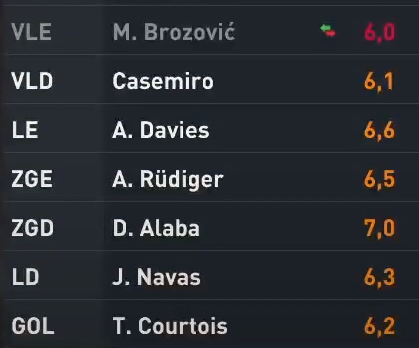 VLE M. Brozović 6,0
VLD Casemiro 6,1
LE A. Davies 6,6
ZGE A. Rüdiger 6,5
ZGD D. Alaba 7,0
LD J. Navas 6,3
GOL T. Courtois 6,2